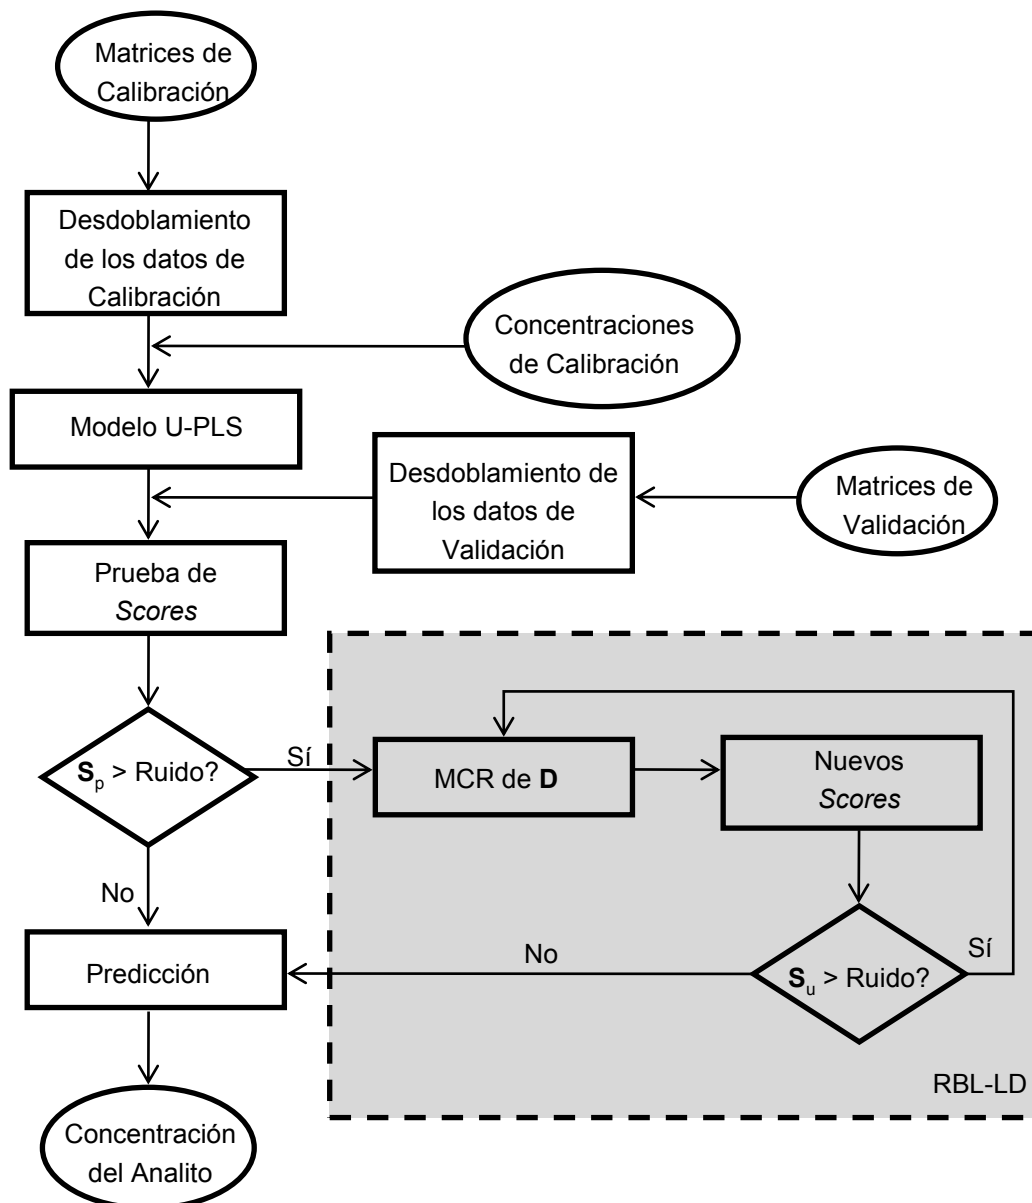 Matrices de
Calibración
Desdoblamiento
de los datos de
Calibración
Concentraciones
de Calibración
Modelo U-PLS
Desdoblamiento de
los datos de
Validación
Matrices de
Validación
Prueba de
Scores
Sp > Ruido?
Sí
No
MCR de D
Nuevos
Scores
Su > Ruido?
Sí
No
Predicción
RBL-LD
Concentración
del Analito